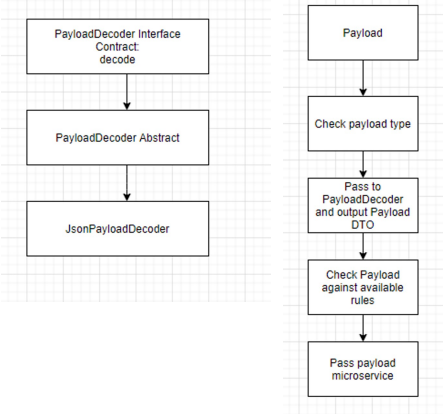 PayloadDecoder Interface
Contract:
decode
PayloadDecoder Abstract
JsonPayloadDecoder
Payload
Check payload type
Pass to
PayloadDecoder
and output Payload
DTO
Check Payload
against available
rules
Pass payload
microservice